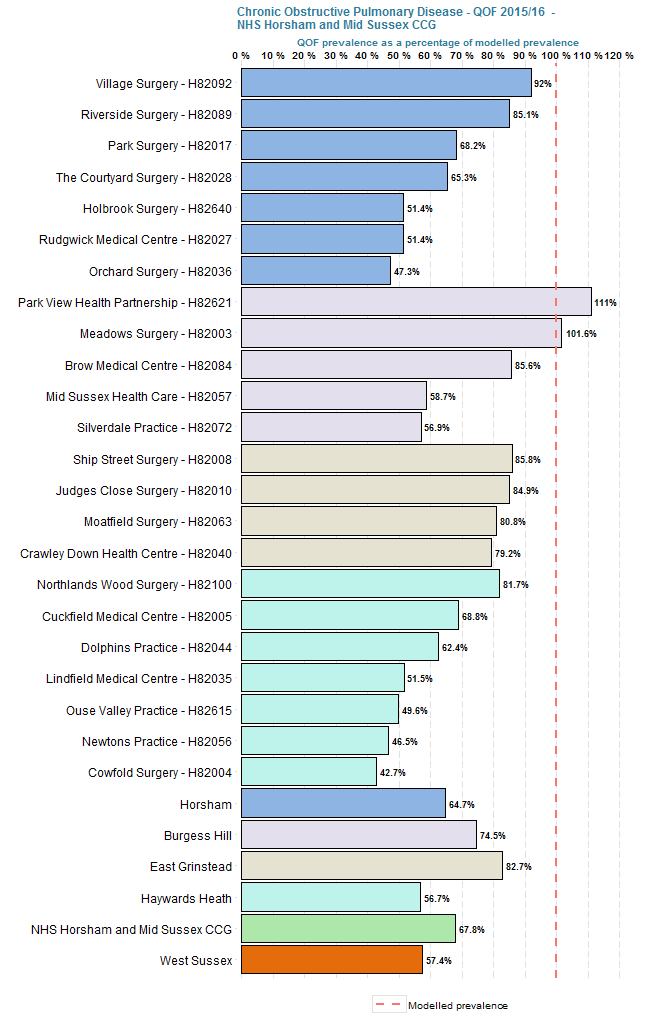 Chronic Obstructive Pulmonary Disease - QOF 2015/16 -
NHS Horsham and Mid Sussex CCG
QOF prevalence as a percentage of modelled prevalence
0 % 10 % 20 % 30 % 40 % 50 % 60 % 70 % 80 % 90 % 100 % 110 % 120 %
Village Surgery - H82092 92%
Riverside Surgery - H82089 85.1%
Park Surgery - H82017 68.2%
The Courtyard Surgery - H82028 65.3%
Holbrook Surgery - H82640 51.4%
Rudgwick Medical Centre - H82027 51.4%
Orchard Surgery - H82036 47.3%
Park View Health Partnership - H82621 111%
Meadows Surgery - H82003 101.6%
Brow Medical Centre - H82084 85.6%
Mid Sussex Health Care - H82057 58.7%
Silverdale Practice - H82072 56.9%
Ship Street Surgery - H82008 85.8%
Judges Close Surgery - H82010 84.9%
Moatfield Surgery - H82063 80.8%
Crawley Down Health Centre - H82040 79.2%
Northlands Wood Surgery - H82100 81.7%
Cuckfield Medical Centre - H82005 68.8%
Dolphins Practice - H82044 62.4%
Lindfield Medical Centre - H82035 51.5%
Ouse Valley Practice - H82615 49.6%
Newtons Practice - H82056 46.5%
Cowfold Surgery - H82004 42.7%
Horsham 64.7%
Burgess Hill 74.5%
East Grinstead 82.7%
Haywards Heath 56.7%
NHS Horsham and Mid Sussex CCG 67.8%
West Sussex 57.4%
Modelled prevalence